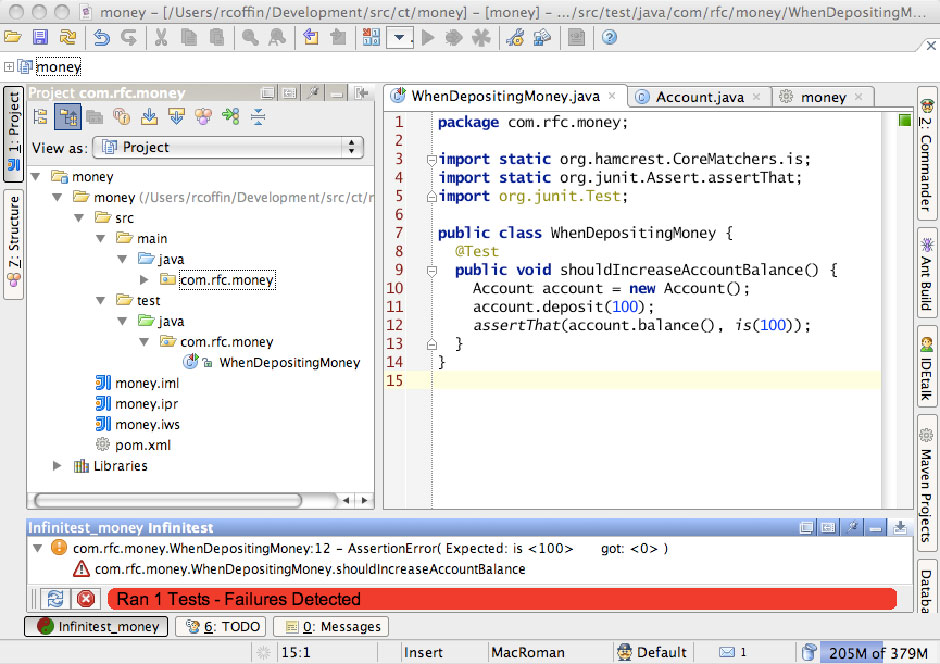 money – [/Users/rcoffin/Development/src/ct/money] – [money] – .../src/test/java/com/rfc/money/WhenDepositingM...
money
Project com.rfc.money
View as: Project
money
money (/Users/rcoffin/Development/src/ct/r
src
main
java
com.rfc.money
test
java
com.rfc.money
WhenDepositingMoney
money.iml
money.ipr
money.iws
pom.xml
Libraries
1: Project
7: Structure
WhenDepositingMoney.java
Account.java
money
1 package com.rfc.money;
2
3 import static org.hamcrest.CoreMatchers.is;
4 import static org.junit.Assert.assertThat;
5 import org.junit.Test;
6
7 public class WhenDepositingMoney {
8 @Test
9 public void shouldIncreaseAccountBalance() {
10 Account account = new Account();
11 account.deposit(100);
12 assertThat(account.balance(), is(100));
13 }
14 }
15
2: Commander
Ant Build
IDEtalk
Maven Projects
Databa
Infinitest_money Infinitest
com.rfc.money.WhenDepositingMoney:12 – AssertionError( Expected: is <100> got: <0> )
com.rfc.money.WhenDepositingMoney.shouldIncreaseAccountBalance
Ran 1 Tests - Failures Detected
Infinitest_money
6: TODO
0: Messages
15:1
Insert
MacRoman
Default
1
205M of 379M